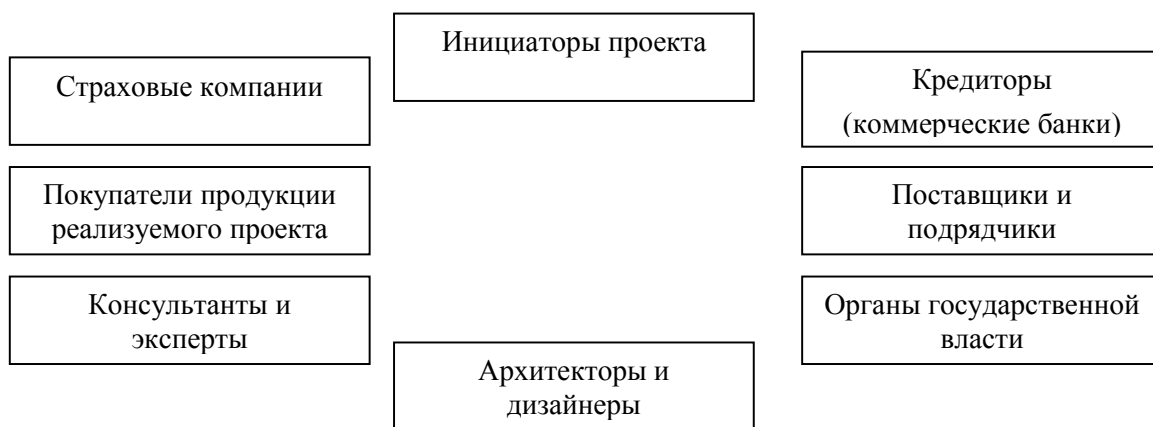 Инициаторы проекта
Страховые компании
Кредиторы
(коммерческие банки)
Покупатели продукции
реализуемого проекта
Поставщики и
подрядчики
Консультанты и
эксперты
Органы государственной
власти
Архитекторы и
дизайнеры